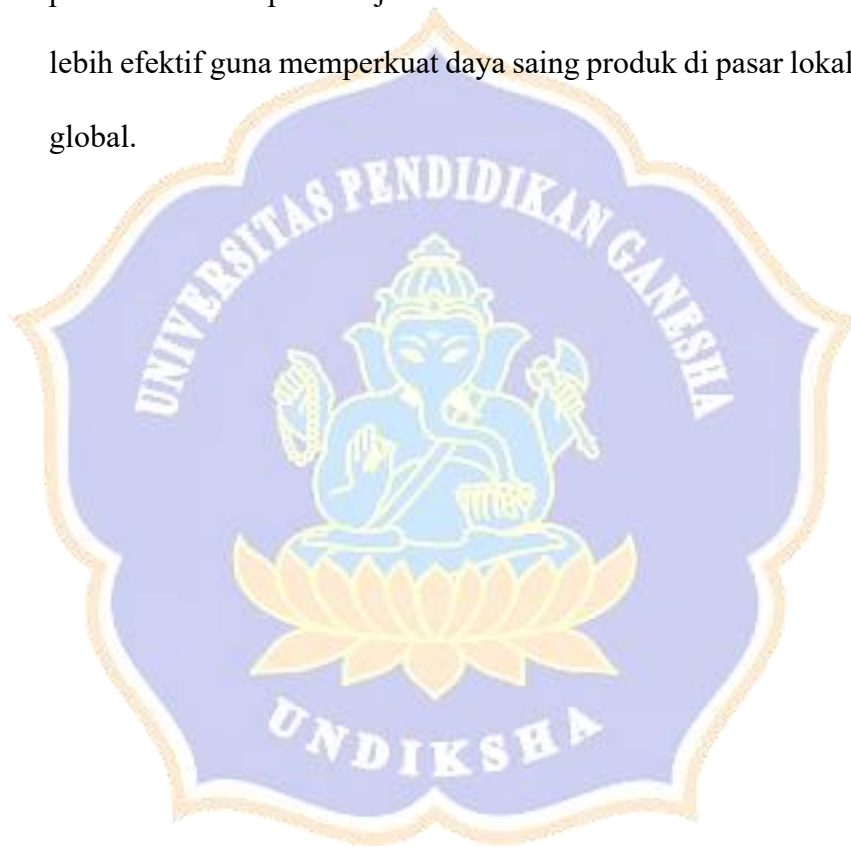 lebih efektif guna memperkuat daya saing produk di pasar lokal
global.
UNIVERSITAS PENDIDIKAN GANESHA
UNDIKSHA